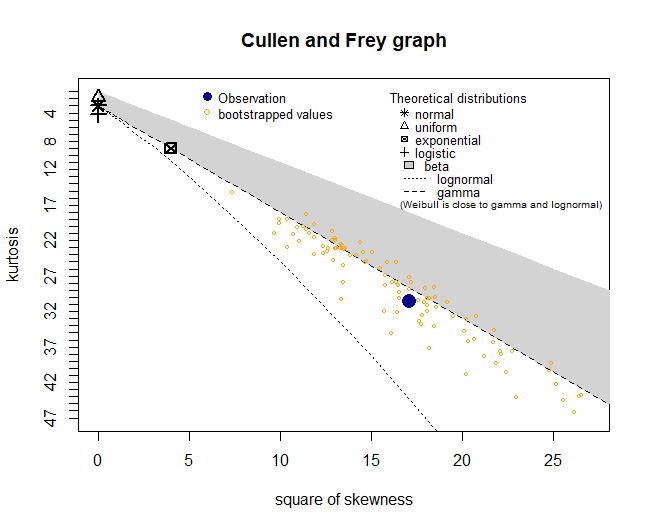 Cullen and Frey graph
Observation
bootstrapped values
Theoretical distributions
normal
uniform
exponential
logistic
beta
lognormal
gamma
(Weibull is close to gamma and lognormal)
kurtosis
4
8
12
17
22
27
32
37
42
47
0
5
10
15
20
25
square of skewness